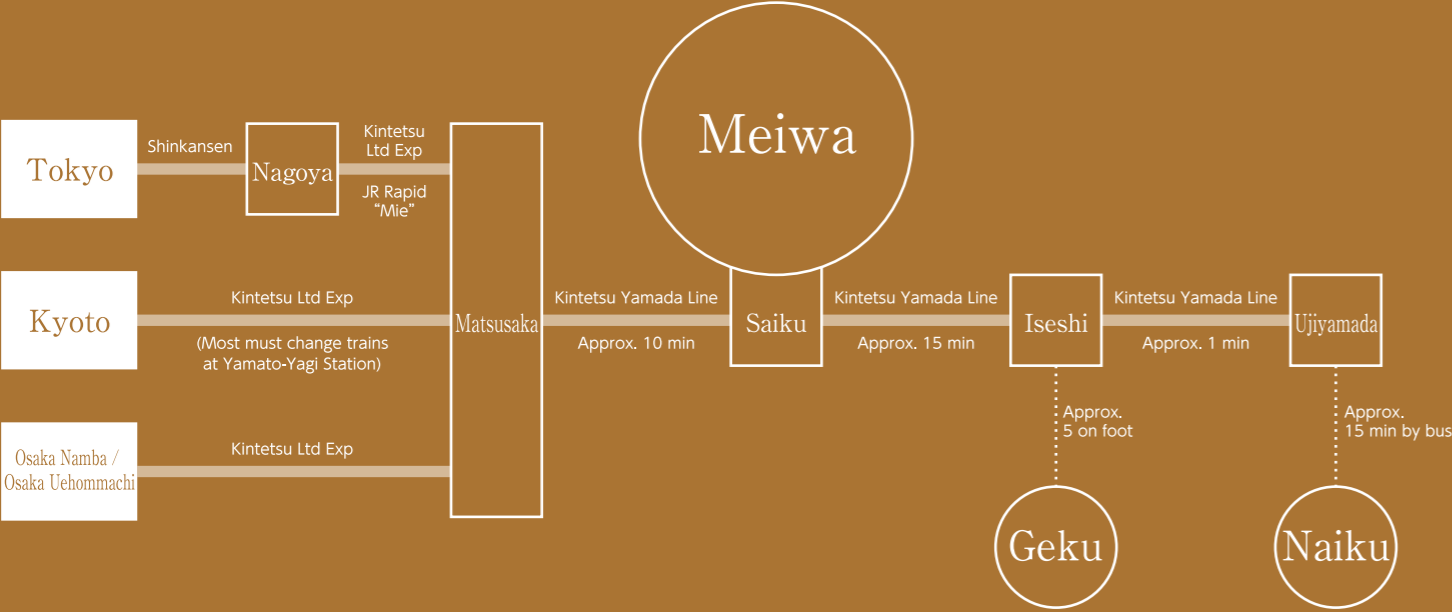 Meiwa
Tokyo
Shinkansen
Nagoya
Kintetsu
Ltd Exp
JR Rapid
“Mie”
Kyoto
Kintetsu Ltd Exp
(Most must change trains
at Yamato-Yagi Station)
Osaka Namba /
Osaka Uehommachi
Kintetsu Ltd Exp
Matsusaka
Kintetsu Yamada Line
Approx. 10 min
Saiku
Kintetsu Yamada Line
Approx. 15 min
Iseshi
Kintetsu Yamada Line
Approx. 1 min
Ujiyamada
Approx.
5 on foot
Geku
Approx.
15 min by bus
Naiku